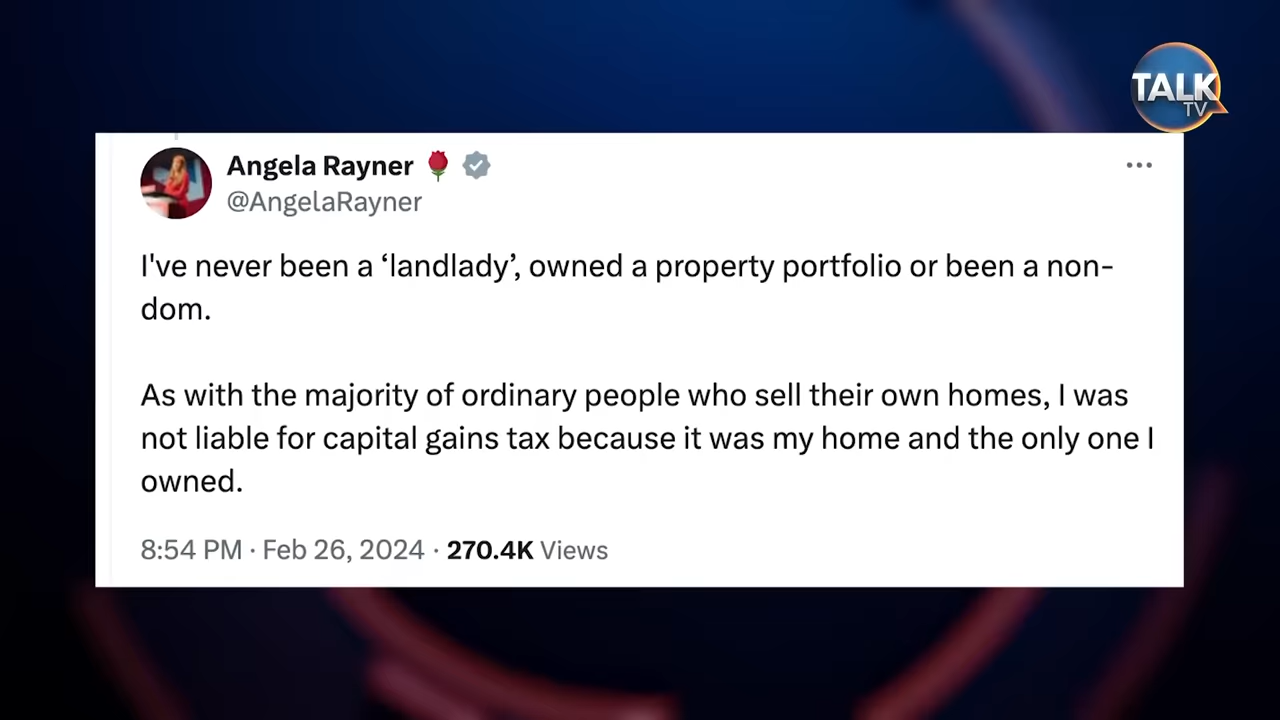 TALK
TV
Angela Rayner
@AngelaRayner
I've never been a ‘landlady’, owned a property portfolio or been a non-
dom.
As with the majority of ordinary people who sell their own homes, I was
not liable for capital gains tax because it was my home and the only one I
owned.
8:54 PM · Feb 26, 2024 · 270.4K Views